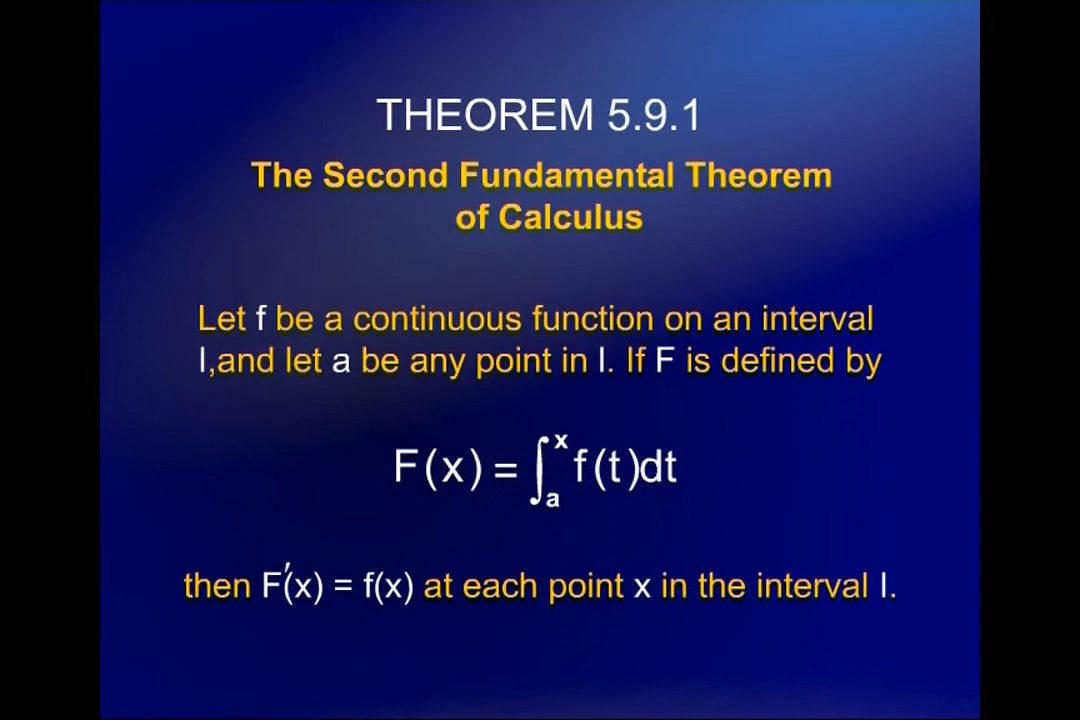 THEOREM 5.9.1
The Second Fundamental Theorem
of Calculus
Let f be a continuous function on an interval
I,and let a be any point in I. If F is defined by
F(x) = ∫ₐˣ f(t)dt
then F′(x) = f(x) at each point x in the interval I.